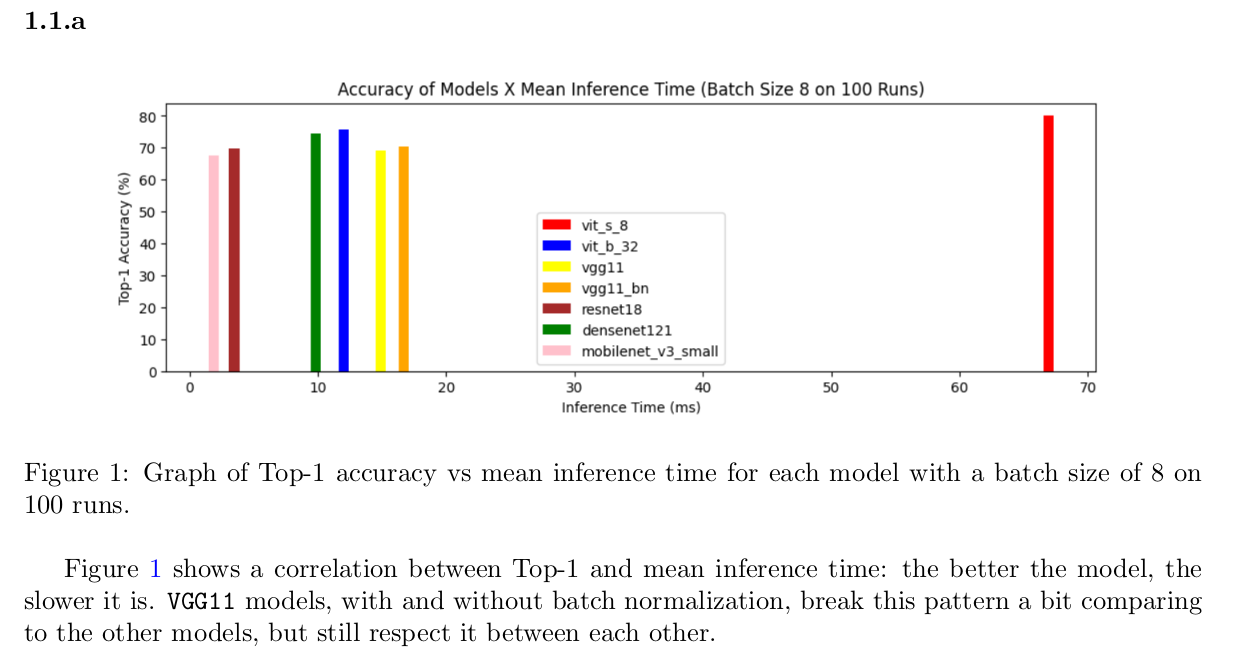 1.1.a
Accuracy of Models X Mean Inference Time (Batch Size 8 on 100 Runs)
Top-1 Accuracy (%)
80
70
60
50
40
30
20
10
0
vit_s_8
vit_b_32
vgg11
vgg11_bn
resnet18
densenet121
mobilenet_v3_small
0 10 20 30 40 50 60 70
Inference Time (ms)
Figure 1: Graph of Top-1 accuracy vs mean inference time for each model with a batch size of 8 on
100 runs.
Figure 1 shows a correlation between Top-1 and mean inference time: the better the model, the
slower it is. VGG11 models, with and without batch normalization, break this pattern a bit comparing
to the other models, but still respect it between each other.